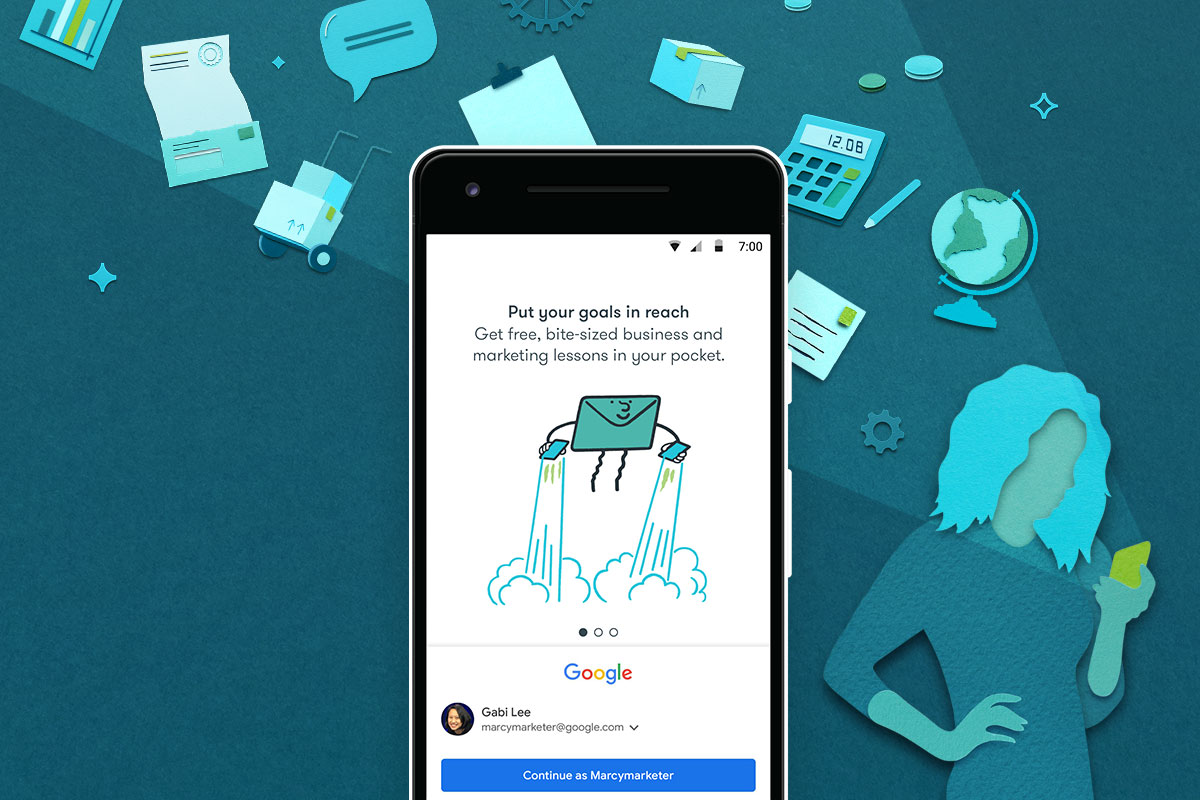 12.08
7:00
Put your goals in reach
Get free, bite-sized business and
marketing lessons in your pocket.
Google
Gabi Lee
marcymarketer@google.com
Continue as Marcymarketer